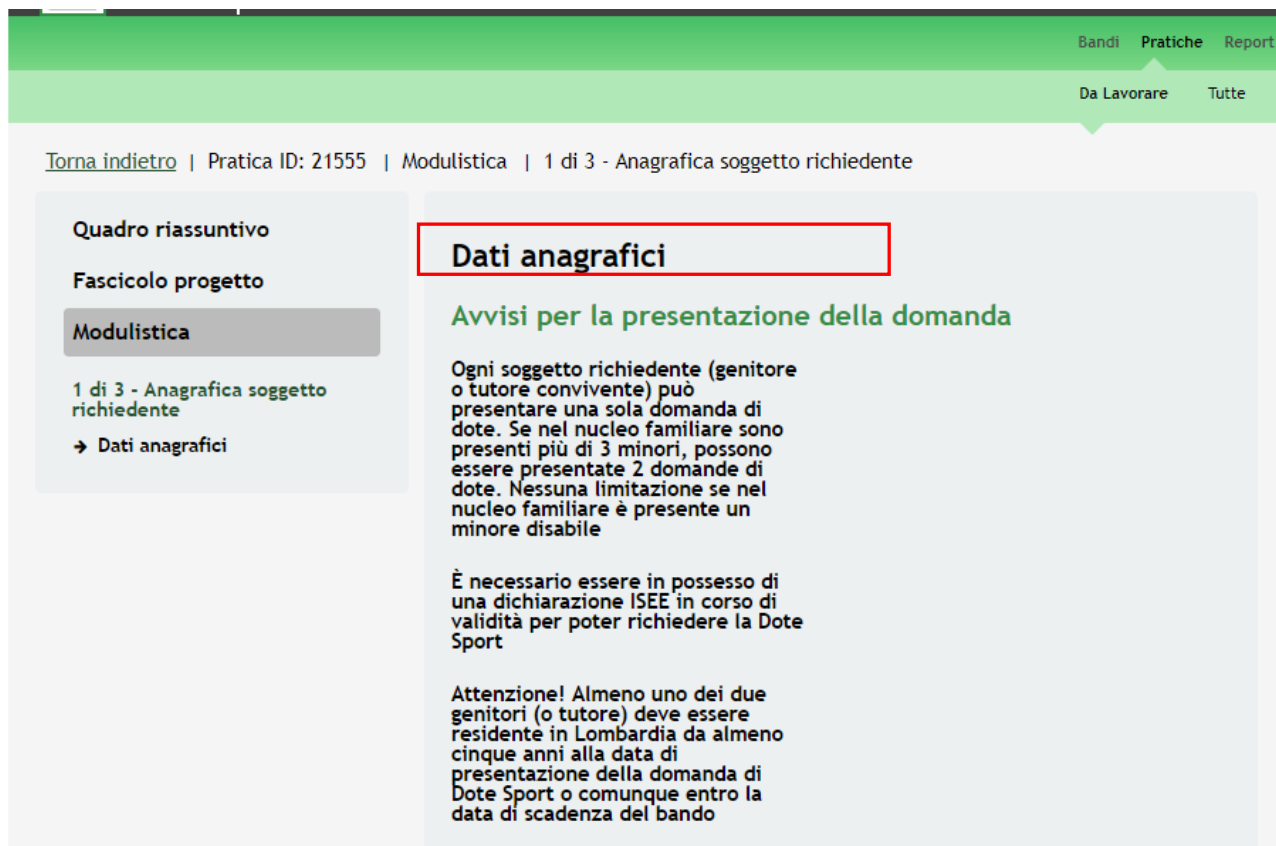 Bandi Pratiche Report
Da Lavorare Tutte
Torna indietro | Pratica ID: 21555 | Modulistica | 1 di 3 - Anagrafica soggetto richiedente
Quadro riassuntivo
Fascicolo progetto
Modulistica
1 di 3 - Anagrafica soggetto
richiedente
→ Dati anagrafici
Dati anagrafici
Avvisi per la presentazione della domanda
Ogni soggetto richiedente (genitore
o tutore convivente) può
presentare una sola domanda di
dote. Se nel nucleo familiare sono
presenti più di 3 minori, possono
essere presentate 2 domande di
dote. Nessuna limitazione se nel
nucleo familiare è presente un
minore disabile
È necessario essere in possesso di
una dichiarazione ISEE in corso di
validità per poter richiedere la Dote
Sport
Attenzione! Almeno uno dei due
genitori (o tutore) deve essere
residente in Lombardia da almeno
cinque anni alla data di
presentazione della domanda di
Dote Sport o comunque entro la
data di scadenza del bando